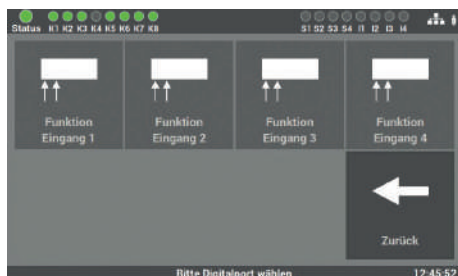 Status K1 K2 K3 K4 K5 K6 K7 K8 S1 S2 S3 S4 I1 I2 I3 I4
Funktion Eingang 1
Funktion Eingang 2
Funktion Eingang 3
Funktion Eingang 4
Zurück
Bitte Digitalport wählen 12:45:52